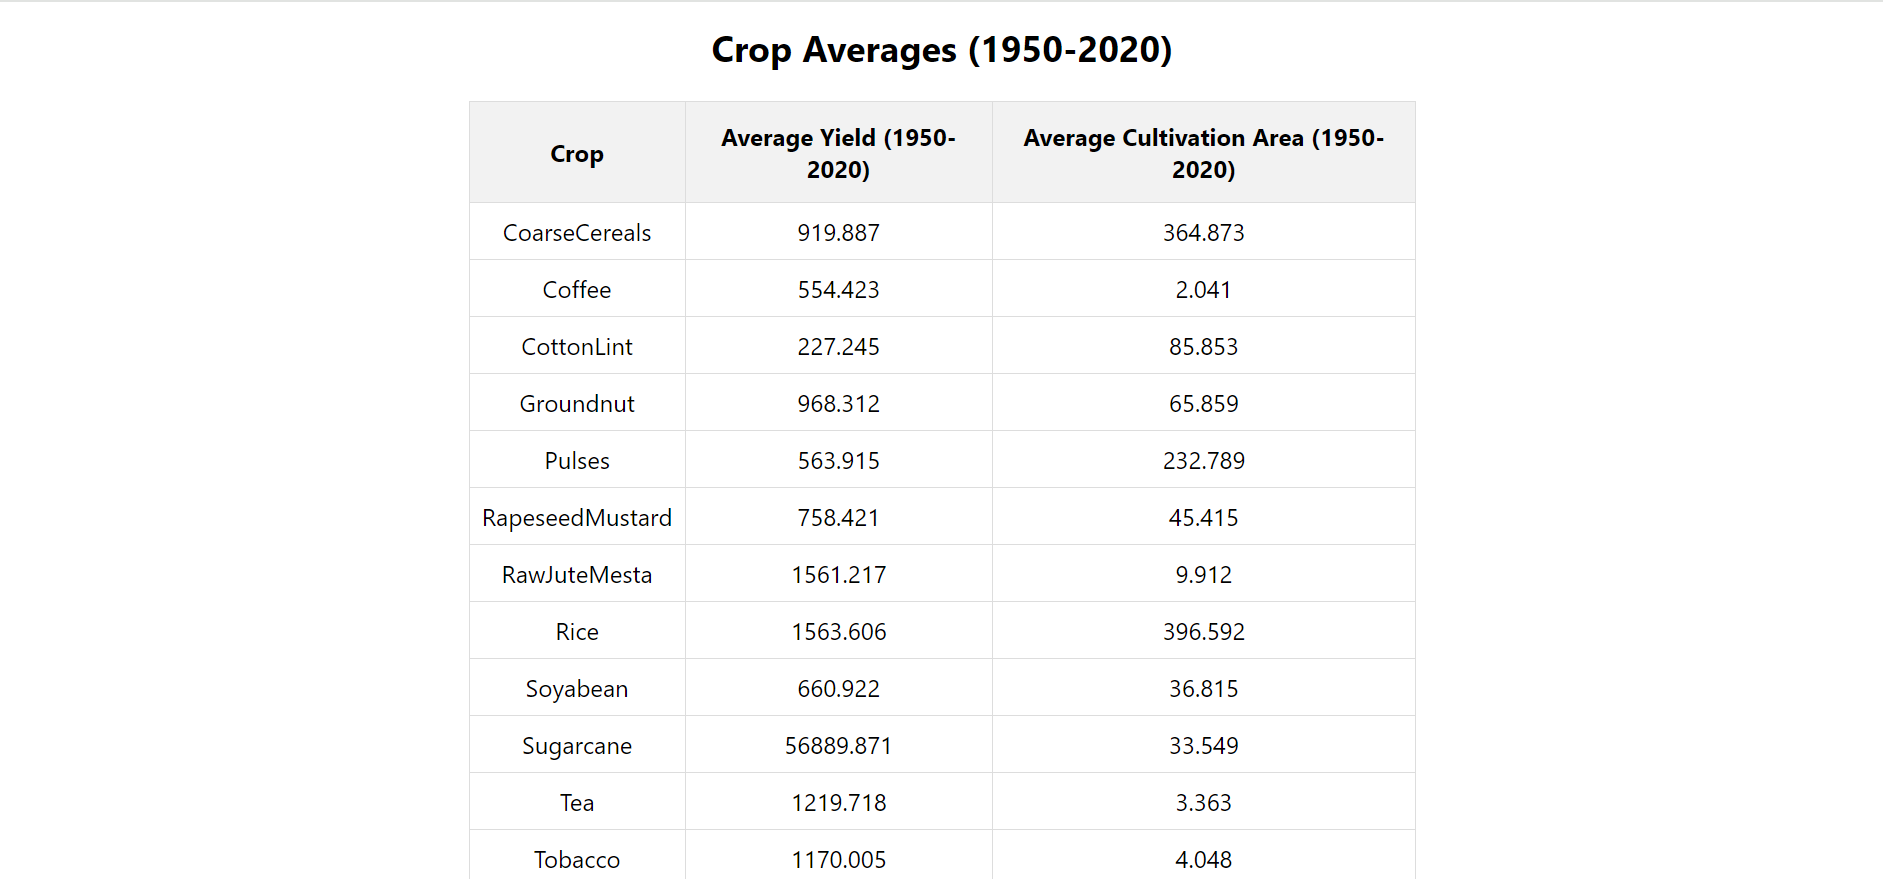 Crop Averages (1950-2020)
Crop Average Yield (1950-2020) Average Cultivation Area (1950-2020)
CoarseCereals 919.887 364.873
Coffee 554.423 2.041
CottonLint 227.245 85.853
Groundnut 968.312 65.859
Pulses 563.915 232.789
RapeseedMustard 758.421 45.415
RawJuteMesta 1561.217 9.912
Rice 1563.606 396.592
Soyabean 660.922 36.815
Sugarcane 56889.871 33.549
Tea 1219.718 3.363
Tobacco 1170.005 4.048